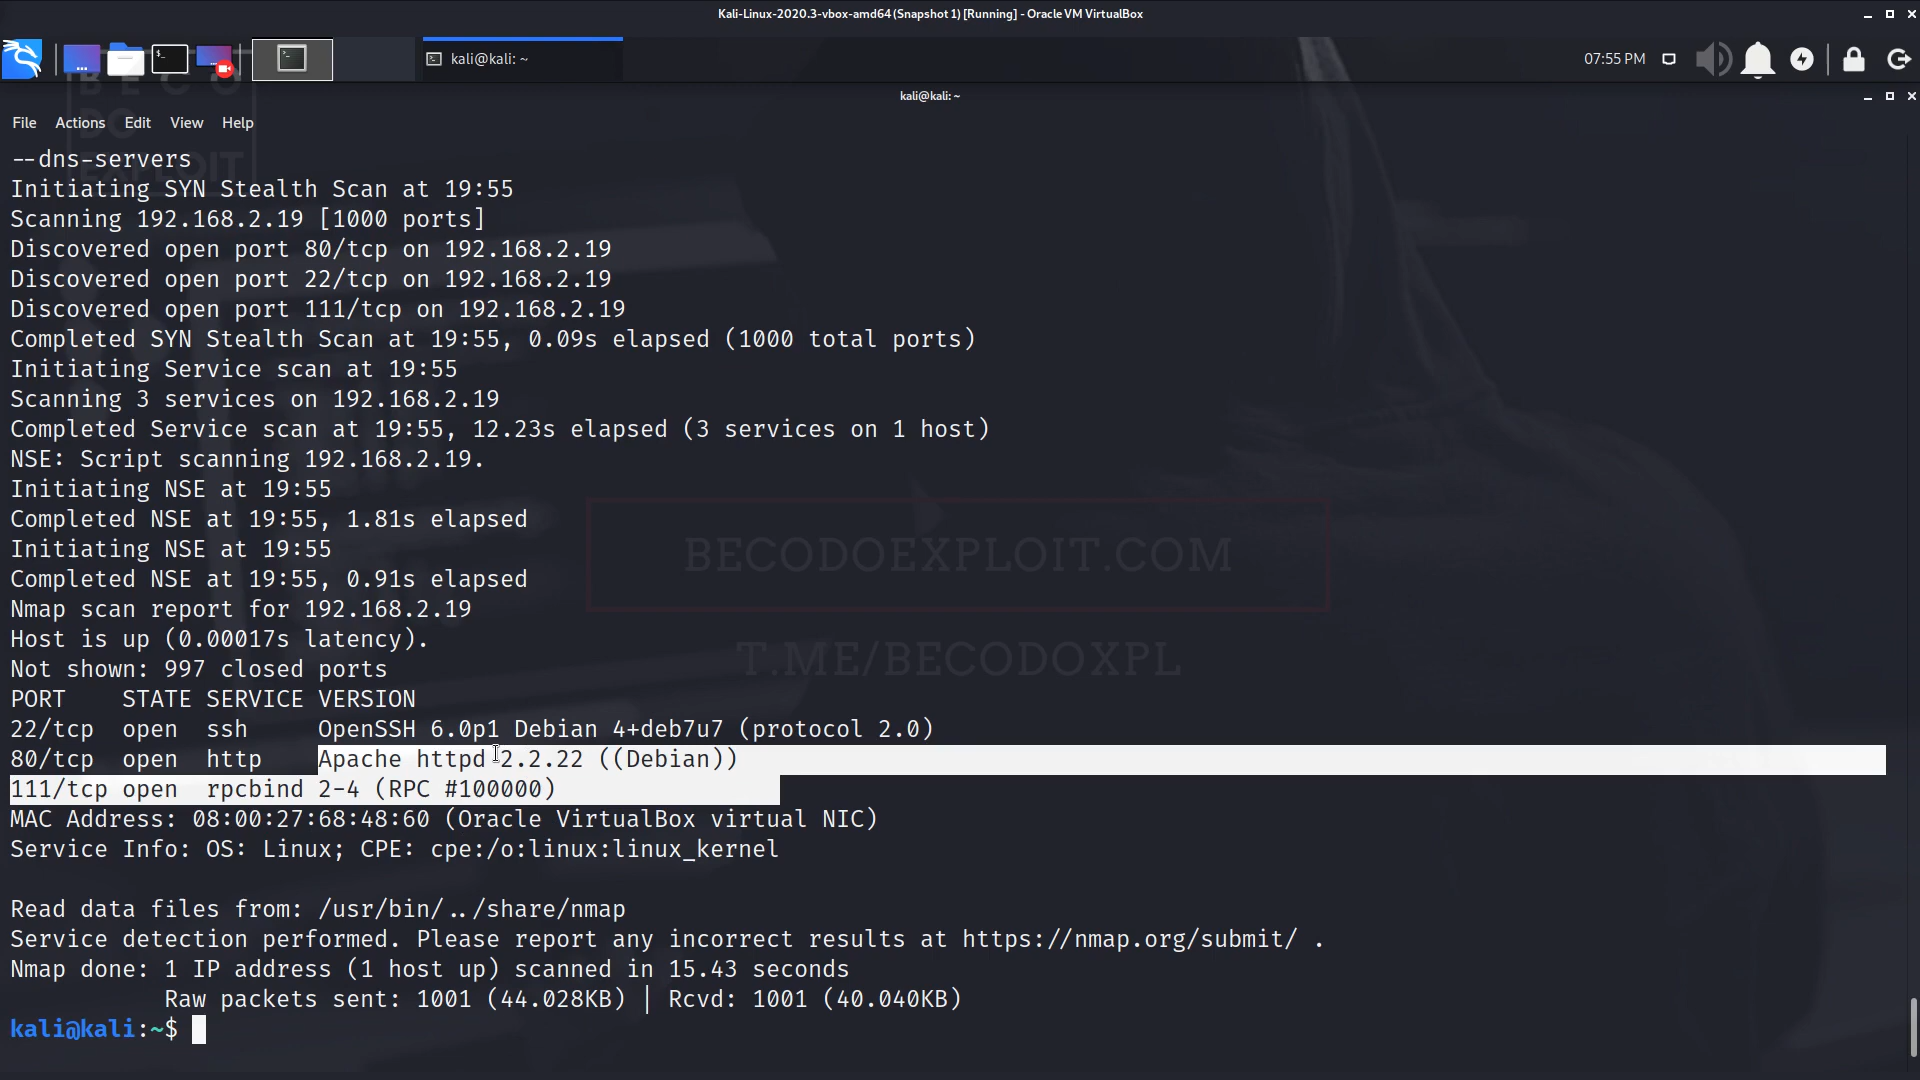 Kali-Linux-2020.3-vbox-amd64 (Snapshot 1) [Running] - Oracle VM VirtualBox
kali@kali: ~
07:55 PM
kali@kali: ~
File Actions Edit View Help
BECO
DO
EXPLOIT
--dns-servers
Initiating SYN Stealth Scan at 19:55
Scanning 192.168.2.19 [1000 ports]
Discovered open port 80/tcp on 192.168.2.19
Discovered open port 22/tcp on 192.168.2.19
Discovered open port 111/tcp on 192.168.2.19
Completed SYN Stealth Scan at 19:55, 0.09s elapsed (1000 total ports)
Initiating Service scan at 19:55
Scanning 3 services on 192.168.2.19
Completed Service scan at 19:55, 12.23s elapsed (3 services on 1 host)
NSE: Script scanning 192.168.2.19.
Initiating NSE at 19:55
Completed NSE at 19:55, 1.81s elapsed
Initiating NSE at 19:55
BECODOEXPLOIT.COM
Completed NSE at 19:55, 0.91s elapsed
Nmap scan report for 192.168.2.19
Host is up (0.00017s latency).
T.ME/BECODOXPL
Not shown: 997 closed ports
PORT    STATE SERVICE VERSION
22/tcp  open  ssh     OpenSSH 6.0p1 Debian 4+deb7u7 (protocol 2.0)
80/tcp  open  http    Apache httpd 2.2.22 ((Debian))
111/tcp open  rpcbind 2-4 (RPC #100000)
MAC Address: 08:00:27:68:48:60 (Oracle VirtualBox virtual NIC)
Service Info: OS: Linux; CPE: cpe:/o:linux:linux_kernel
Read data files from: /usr/bin/../share/nmap
Service detection performed. Please report any incorrect results at https://nmap.org/submit/ .
Nmap done: 1 IP address (1 host up) scanned in 15.43 seconds
Raw packets sent: 1001 (44.028KB) | Rcvd: 1001 (40.040KB)
kali@kali:~$